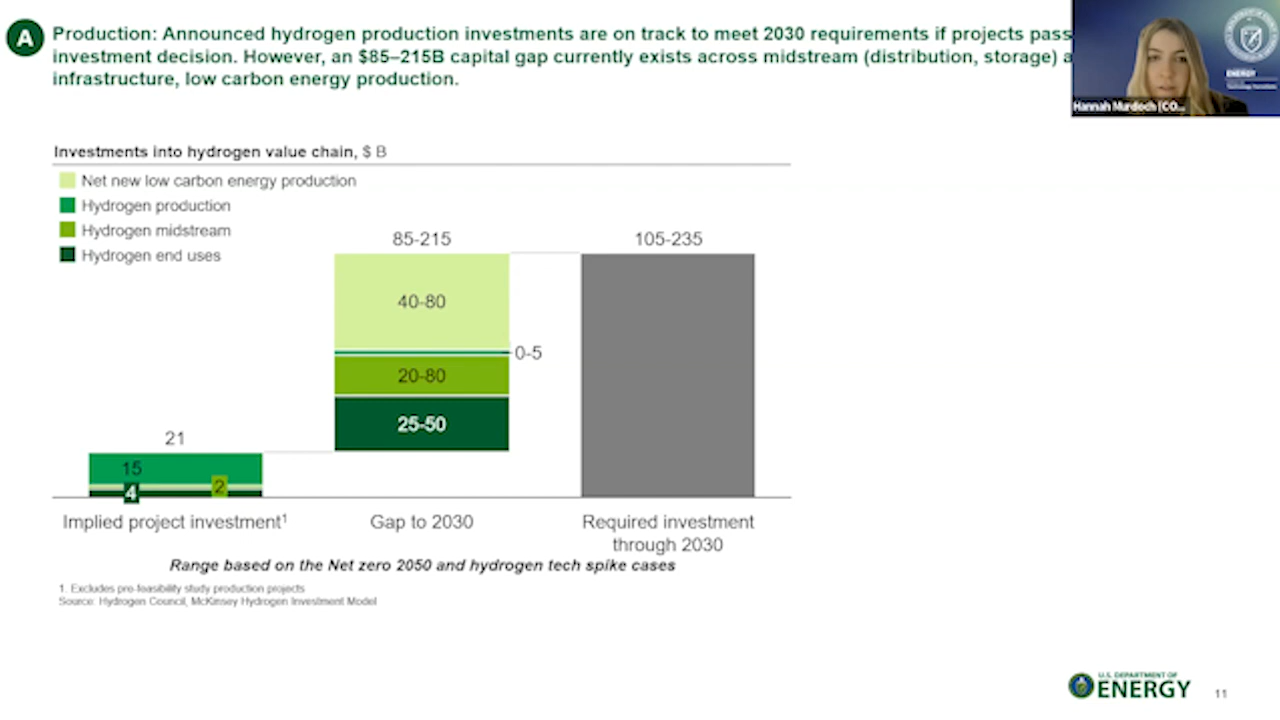 A
Production: Announced hydrogen production investments are on track to meet 2030 requirements if projects pass
investment decision. However, an $85–215B capital gap currently exists across midstream (distribution, storage) a
infrastructure, low carbon energy production.
ENERGY
Hannah Murdoch (CO...
Investments into hydrogen value chain, $ B
Net new low carbon energy production
Hydrogen production
Hydrogen midstream
Hydrogen end uses
85-215
105-235
40-80
0-5
20-80
25-50
21
15
2
4
Implied project investment1
Gap to 2030
Required investment
through 2030
Range based on the Net zero 2050 and hydrogen tech spike cases
1. Excludes pre-feasibility study production projects
Source: Hydrogen Council, McKinsey Hydrogen Investment Model
U.S. DEPARTMENT OF
ENERGY
11